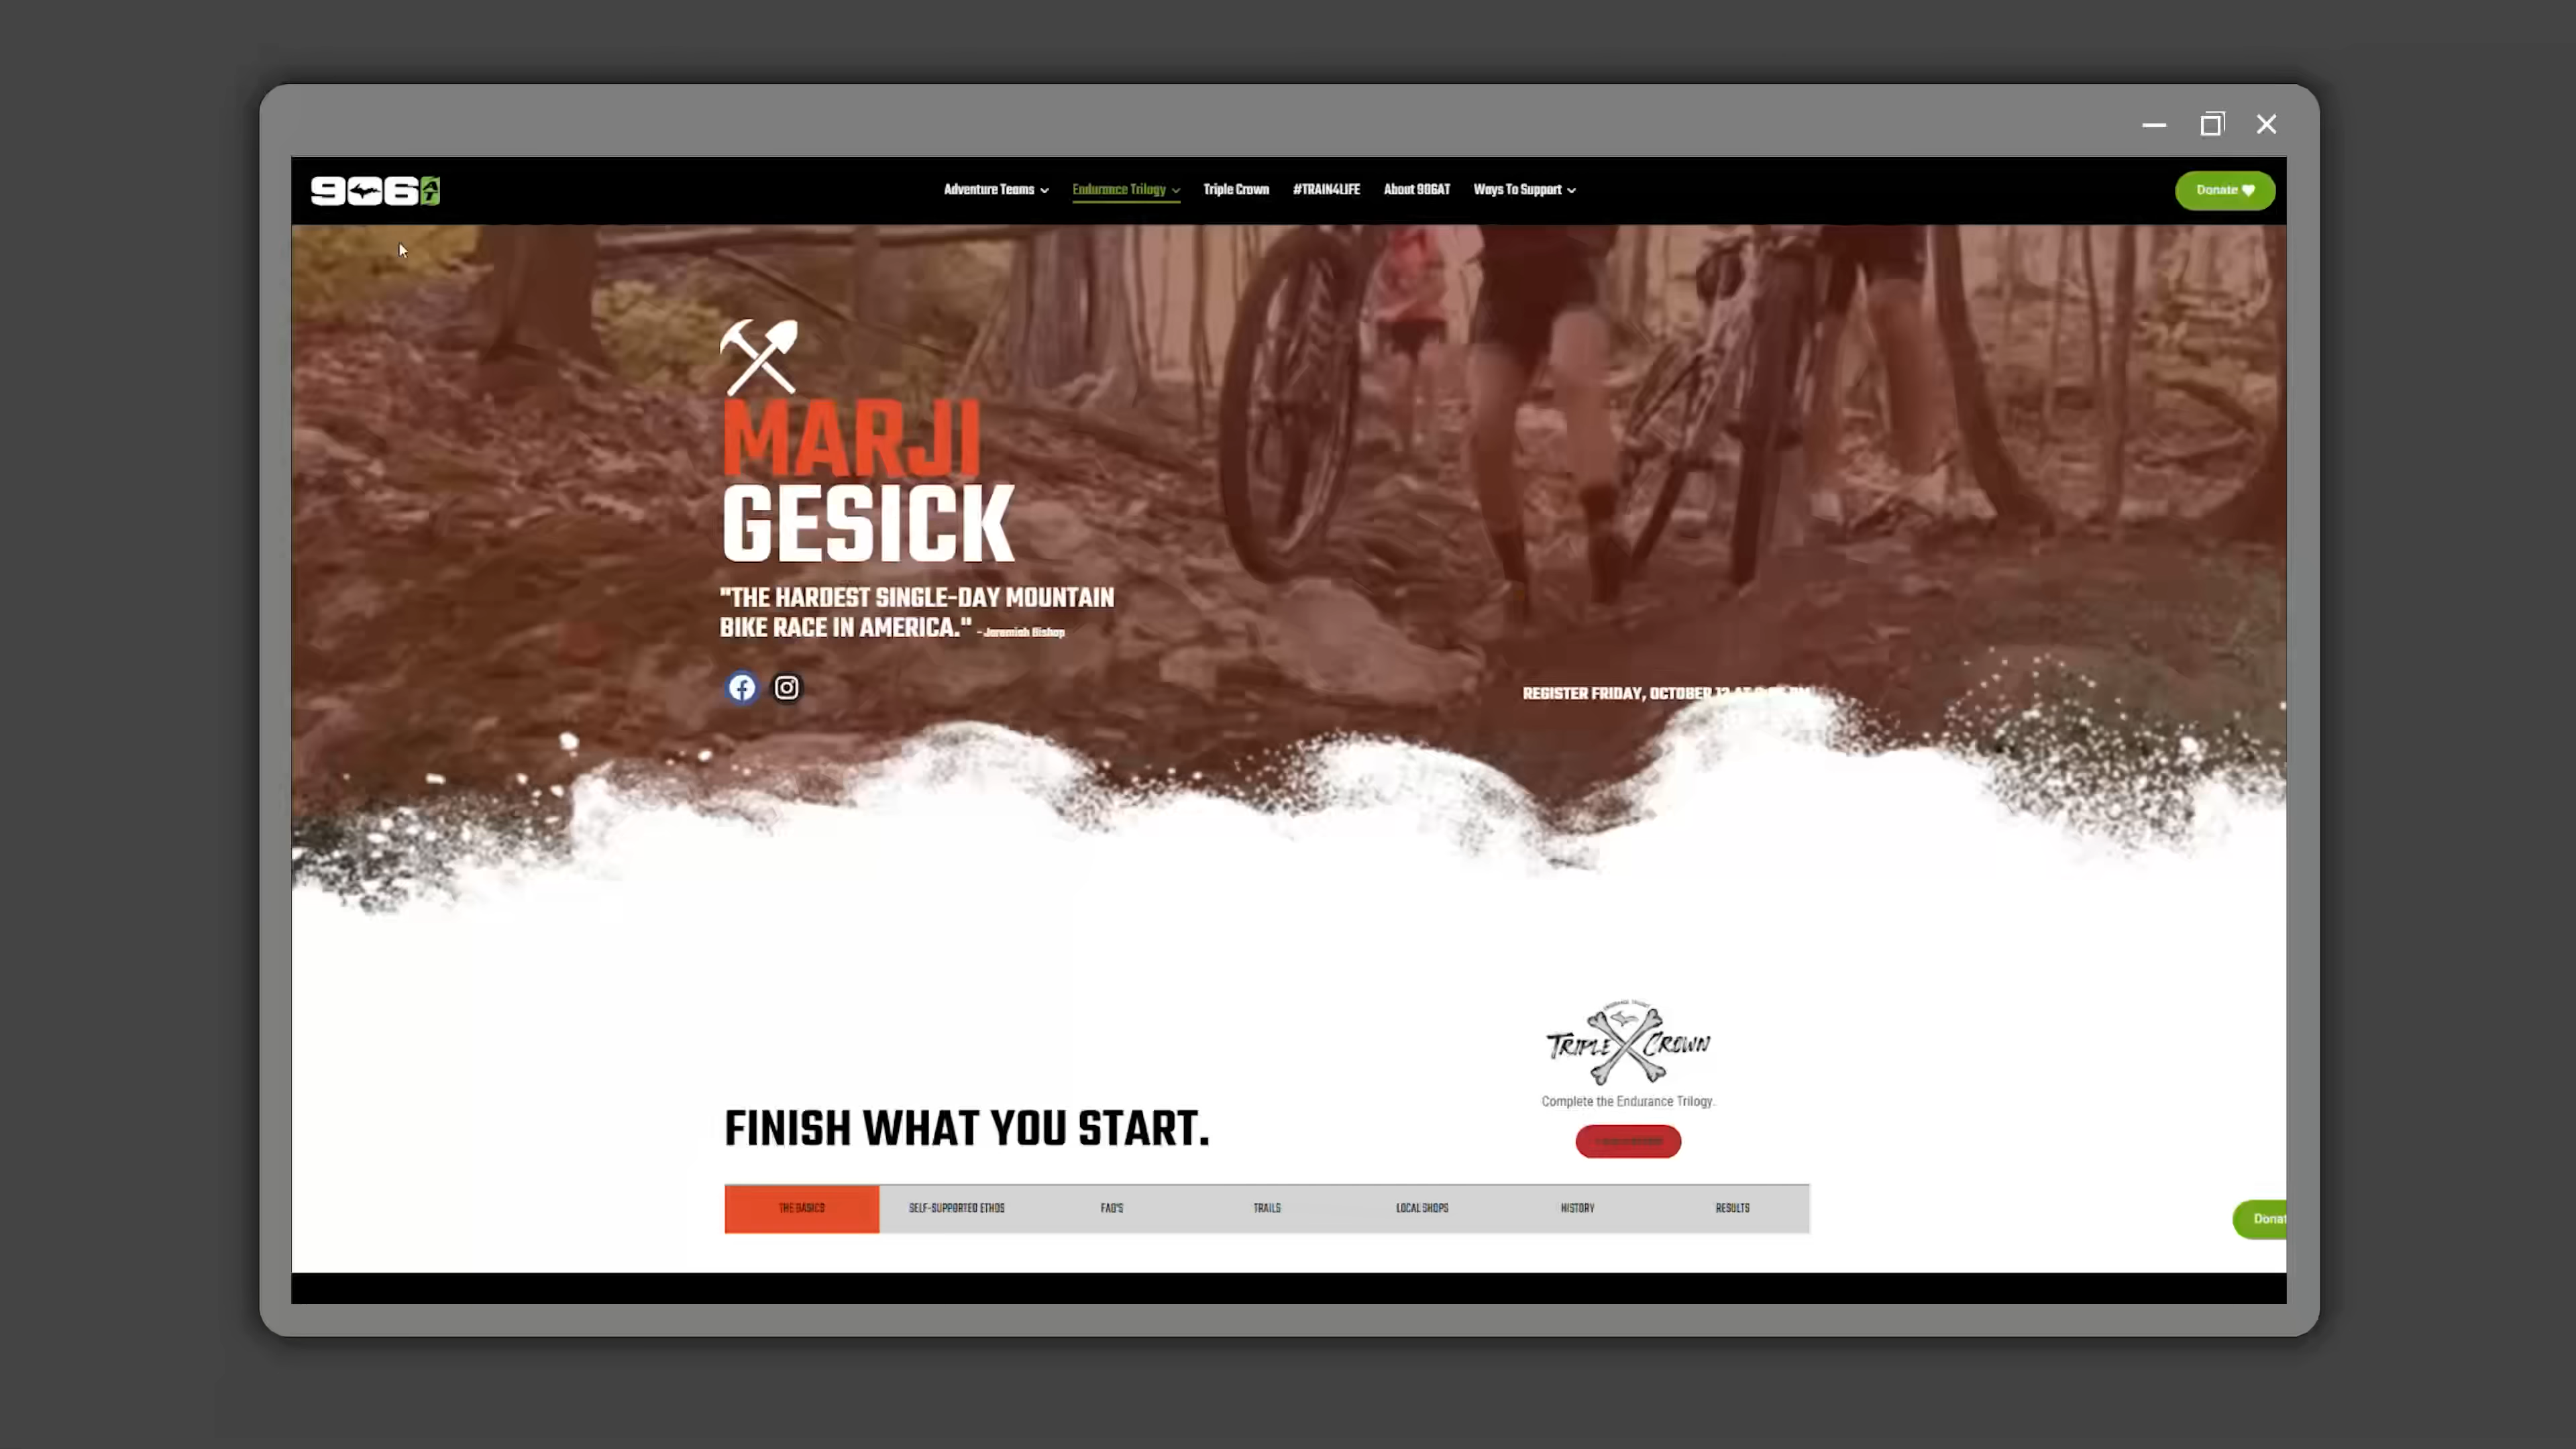 906 AT
Adventure Teams Endurance Trilogy Triple Crown #TRAIN4LIFE About 906AT Ways To Support Donate
MARJI
GESICK
"THE HARDEST SINGLE-DAY MOUNTAIN
BIKE RACE IN AMERICA." - Jeremiah Bishop
REGISTER FRIDAY, OCTOBER
TRIPLE CROWN
Complete the Endurance Trilogy.
FINISH WHAT YOU START.
THE BASICS SELF-SUPPORTED ETHOS FAQ'S TRAILS LOCAL SHOPS HISTORY RESULTS
Donat